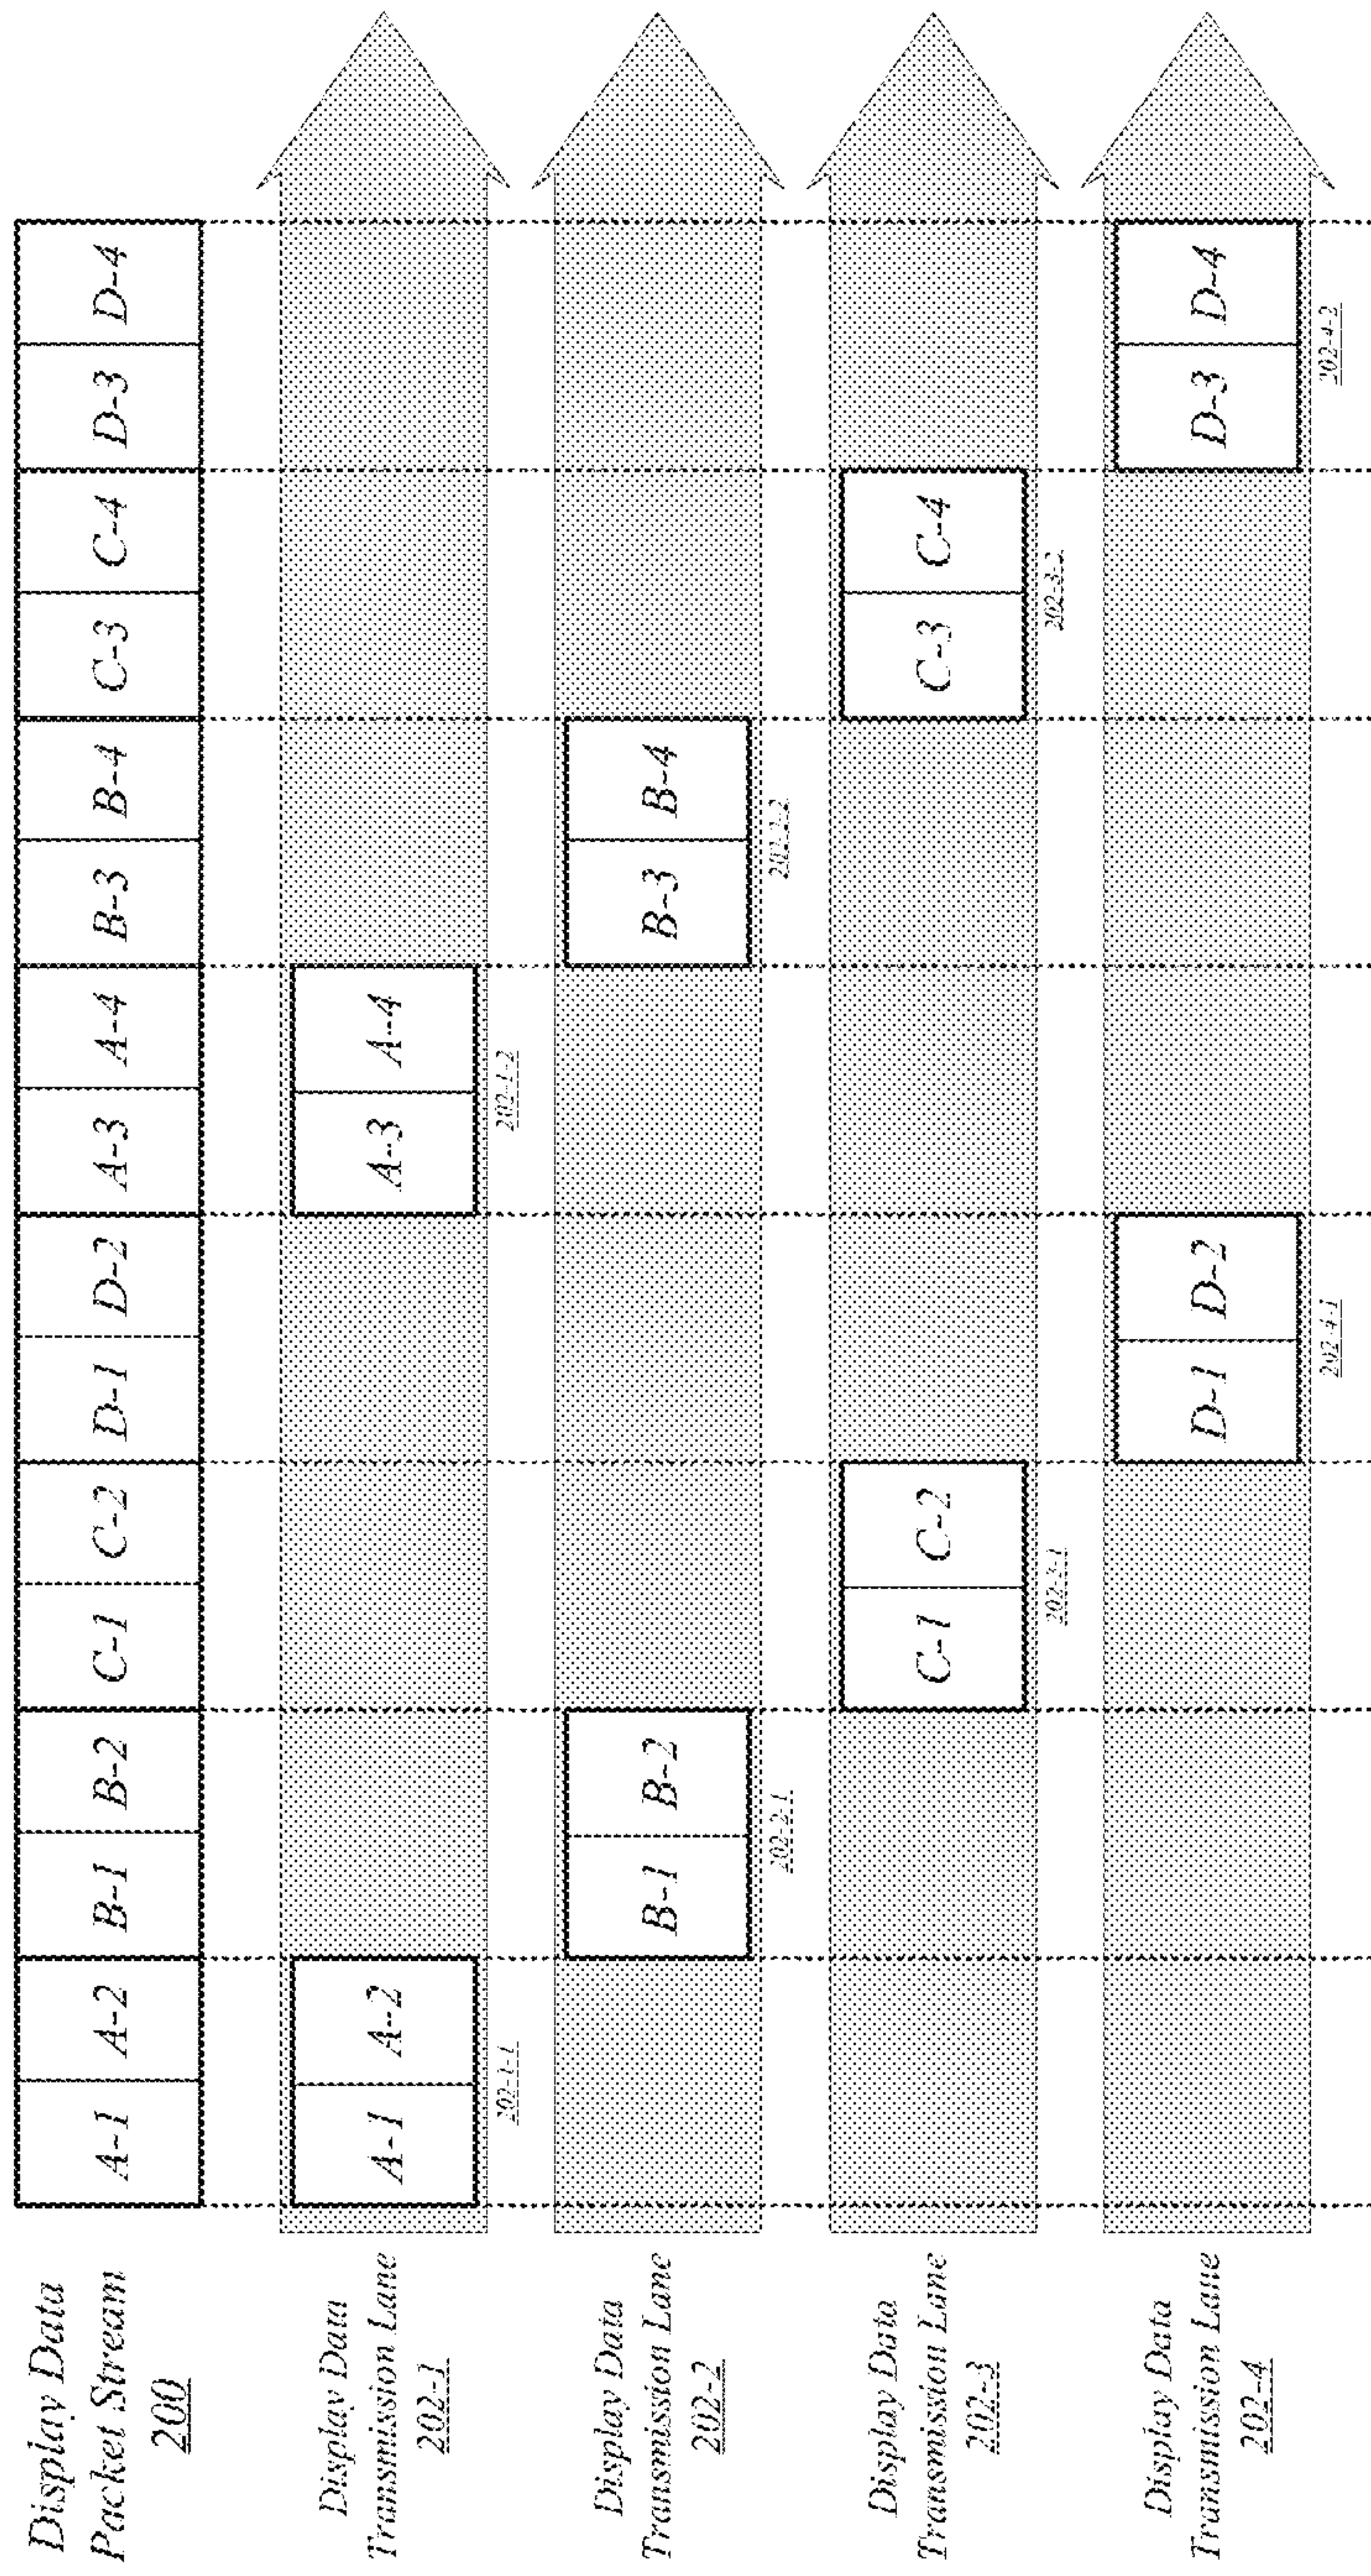 Display Data
Packet Stream
200
A-1 A-2 B-1 B-2 C-1 C-2 D-1 D-2 A-3 A-4 B-3 B-4 C-3 C-4 D-3 D-4
Display Data
Transmission Lane
202-1
A-1 A-2 A-3 A-4
202-1-1 202-1-2
Display Data
Transmission Lane
202-2
B-1 B-2 B-3 B-4
202-2-1 202-2-2
Display Data
Transmission Lane
202-3
C-1 C-2 C-3 C-4
202-3-1 202-3-2
Display Data
Transmission Lane
202-4
D-1 D-2 D-3 D-4
202-4-1 202-4-2